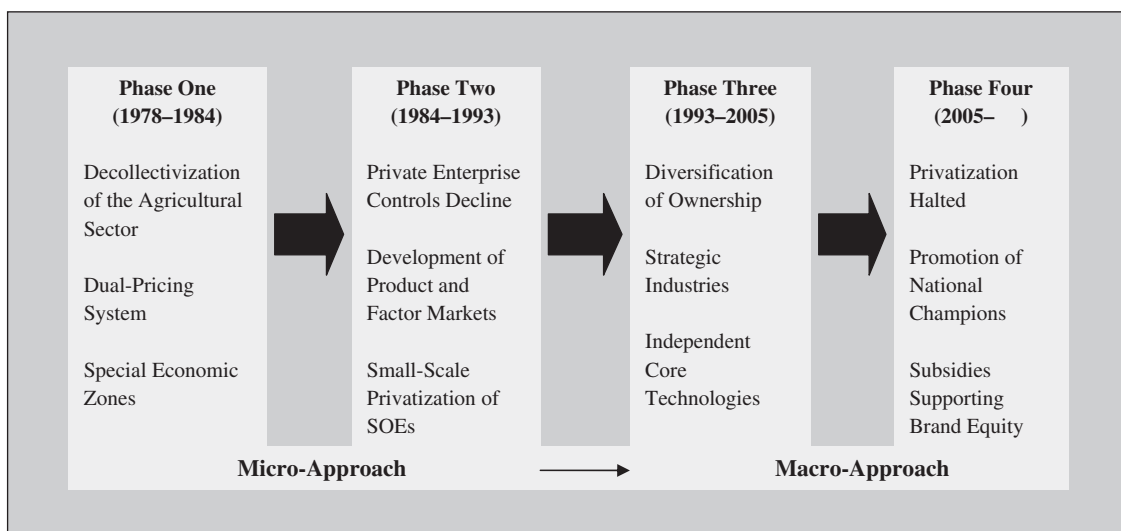 Phase One
(1978–1984)
Decollectivization
of the Agricultural
Sector
Dual-Pricing
System
Special Economic
Zones
Phase Two
(1984–1993)
Private Enterprise
Controls Decline
Development of
Product and
Factor Markets
Small-Scale
Privatization of
SOEs
Phase Three
(1993–2005)
Diversification
of Ownership
Strategic
Industries
Independent
Core
Technologies
Phase Four
(2005– )
Privatization
Halted
Promotion of
National
Champions
Subsidies
Supporting
Brand Equity
Micro-Approach
Macro-Approach